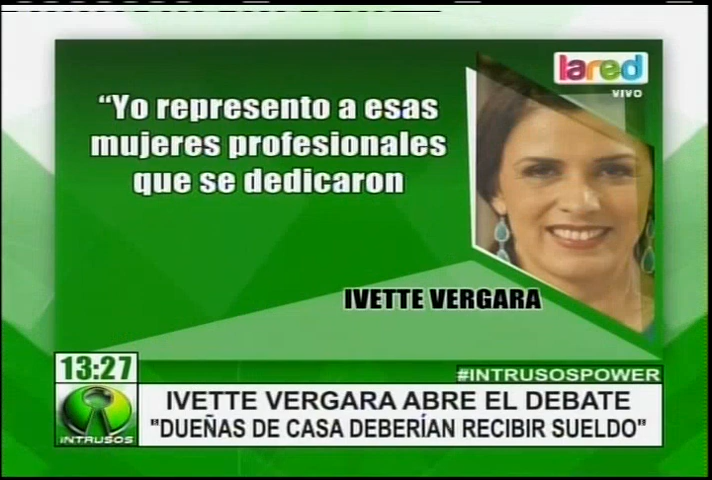 lared
VIVO
“Yo represento a esas
mujeres profesionales
que se dedicaron
IVETTE VERGARA
13:27
#INTRUSOSPOWER
INTRUSOS
IVETTE VERGARA ABRE EL DEBATE
"DUEÑAS DE CASA DEBERÍAN RECIBIR SUELDO"